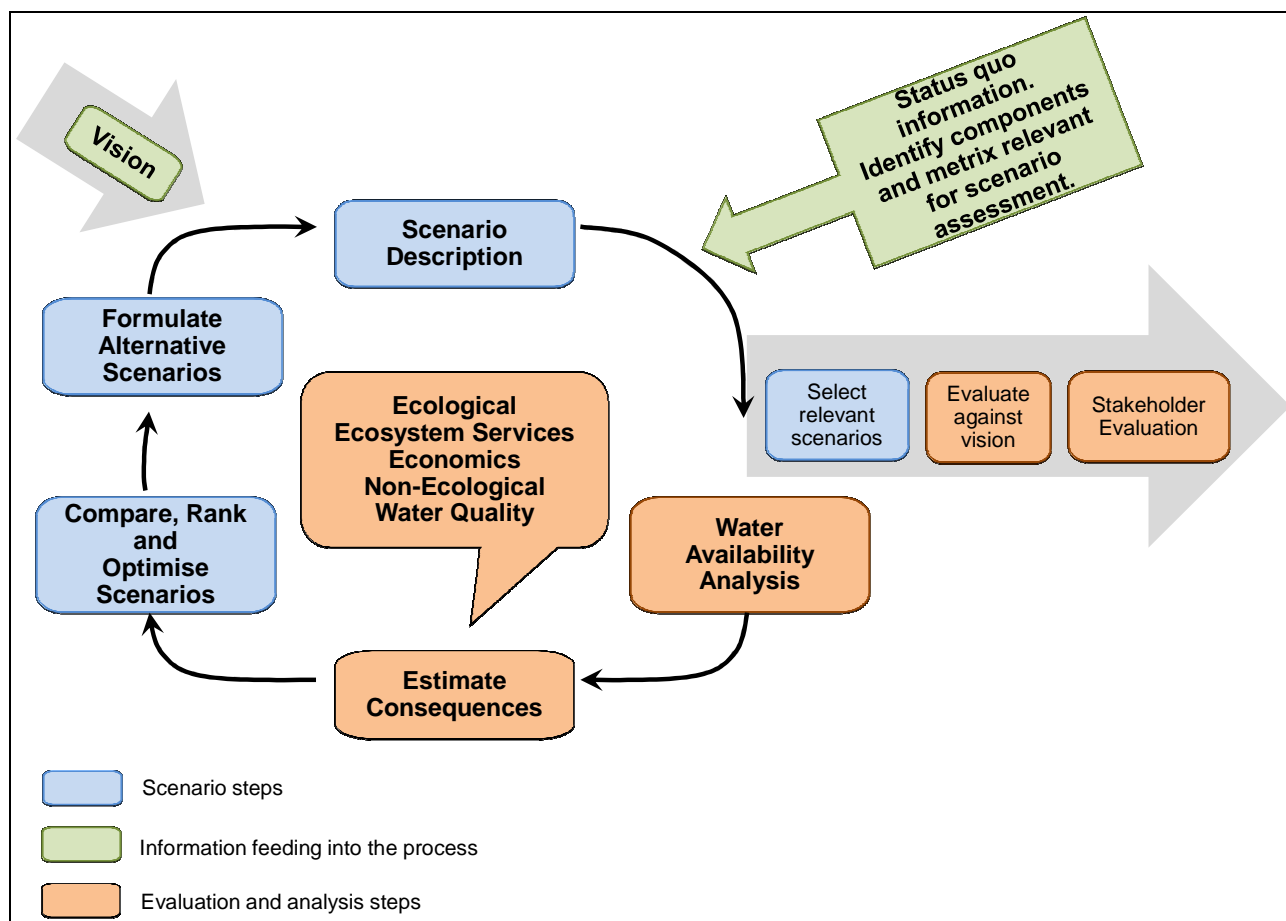 Vision
Status quo
information.
Identify components
and metrix relevant
for scenario
assessment.
Scenario
Description
Formulate
Alternative
Scenarios
Select
relevant
scenarios
Evaluate
against
vision
Stakeholder
Evaluation
Ecological
Ecosystem Services
Economics
Non-Ecological
Water Quality
Compare, Rank
and
Optimise
Scenarios
Water
Availability
Analysis
Estimate
Consequences
Scenario steps
Information feeding into the process
Evaluation and analysis steps